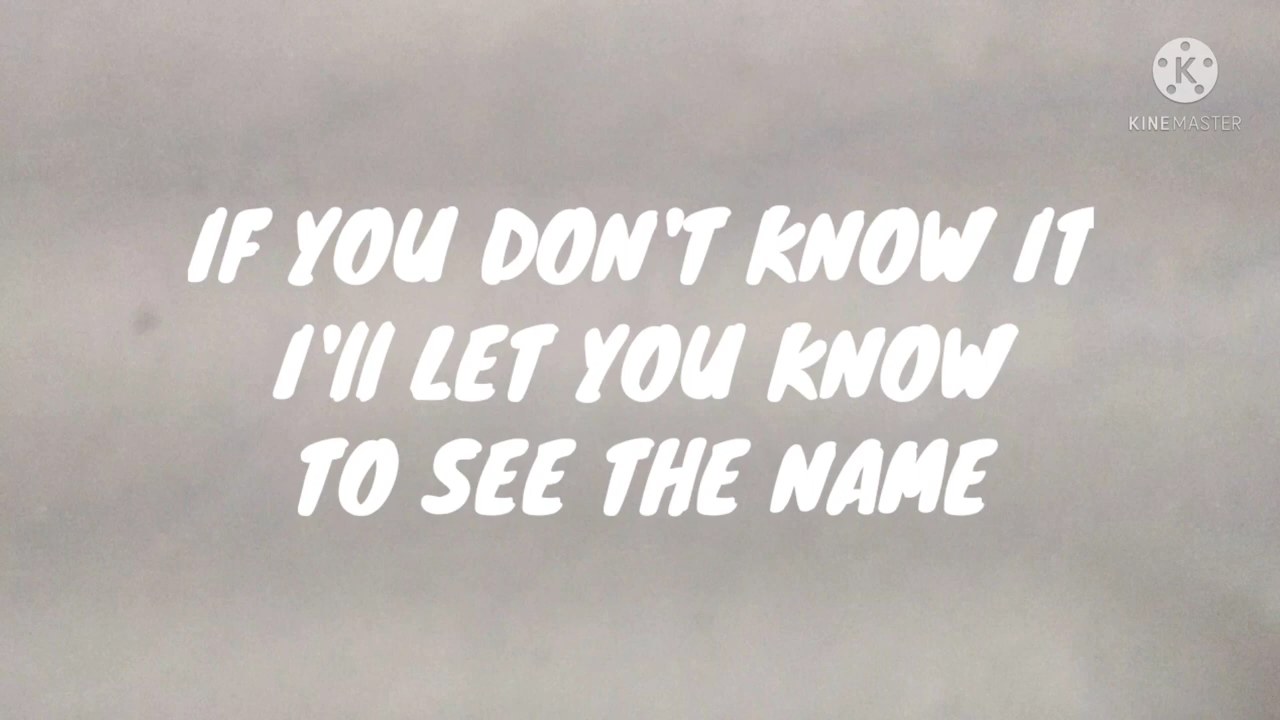 KINEMASTER
IF YOU DON'T KNOW IT
I'll LET YOU KNOW
TO SEE THE NAME